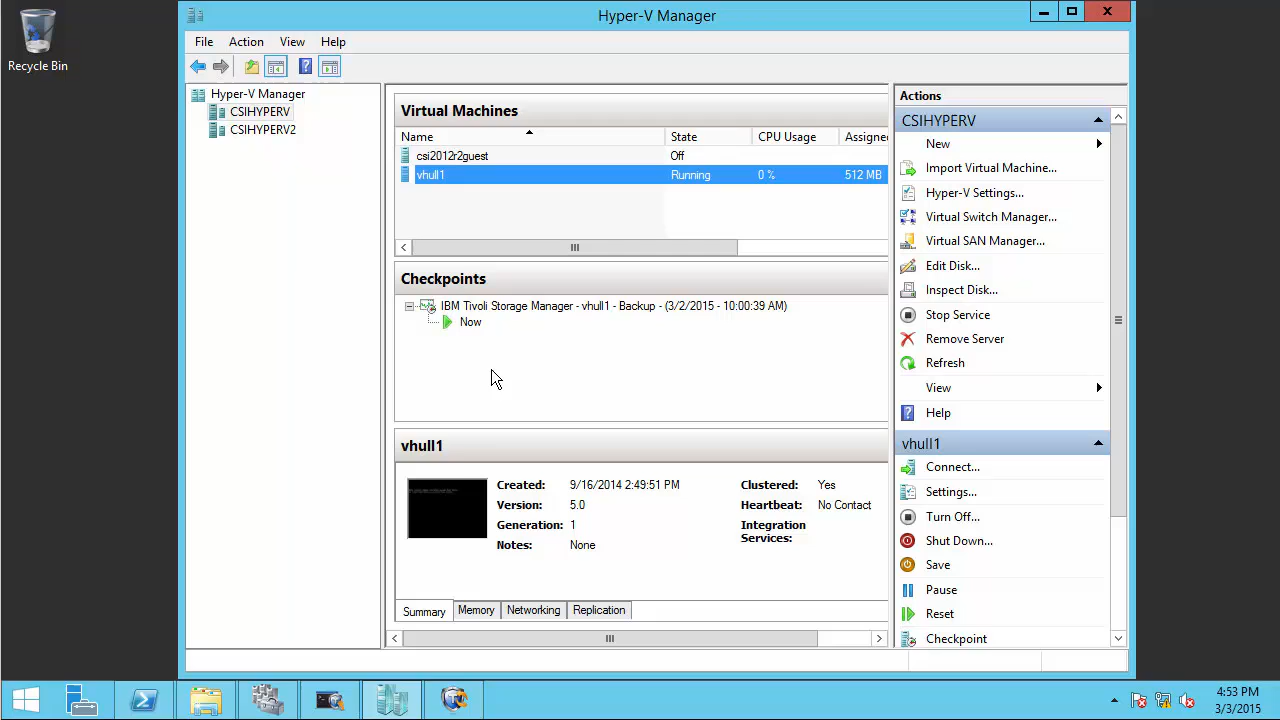 Recycle Bin
Hyper-V Manager
File Action View Help
Hyper-V Manager
CSIHYPERV
CSIHYPERV2
Virtual Machines
Name State CPU Usage Assigned
csi2012r2guest Off
vhull1 Running 0 % 512 MB
Checkpoints
IBM Tivoli Storage Manager - vhull1 - Backup - (3/2/2015 - 10:00:39 AM)
Now
vhull1
Created: 9/16/2014 2:49:51 PM Clustered: Yes
Version: 5.0 Heartbeat: No Contact
Generation: 1 Integration Services:
Notes: None
Summary Memory Networking Replication
Actions
CSIHYPERV
New
Import Virtual Machine...
Hyper-V Settings...
Virtual Switch Manager...
Virtual SAN Manager...
Edit Disk...
Inspect Disk...
Stop Service
Remove Server
Refresh
View
Help
vhull1
Connect...
Settings...
Turn Off...
Shut Down...
Save
Pause
Reset
Checkpoint
4:53 PM
3/3/2015